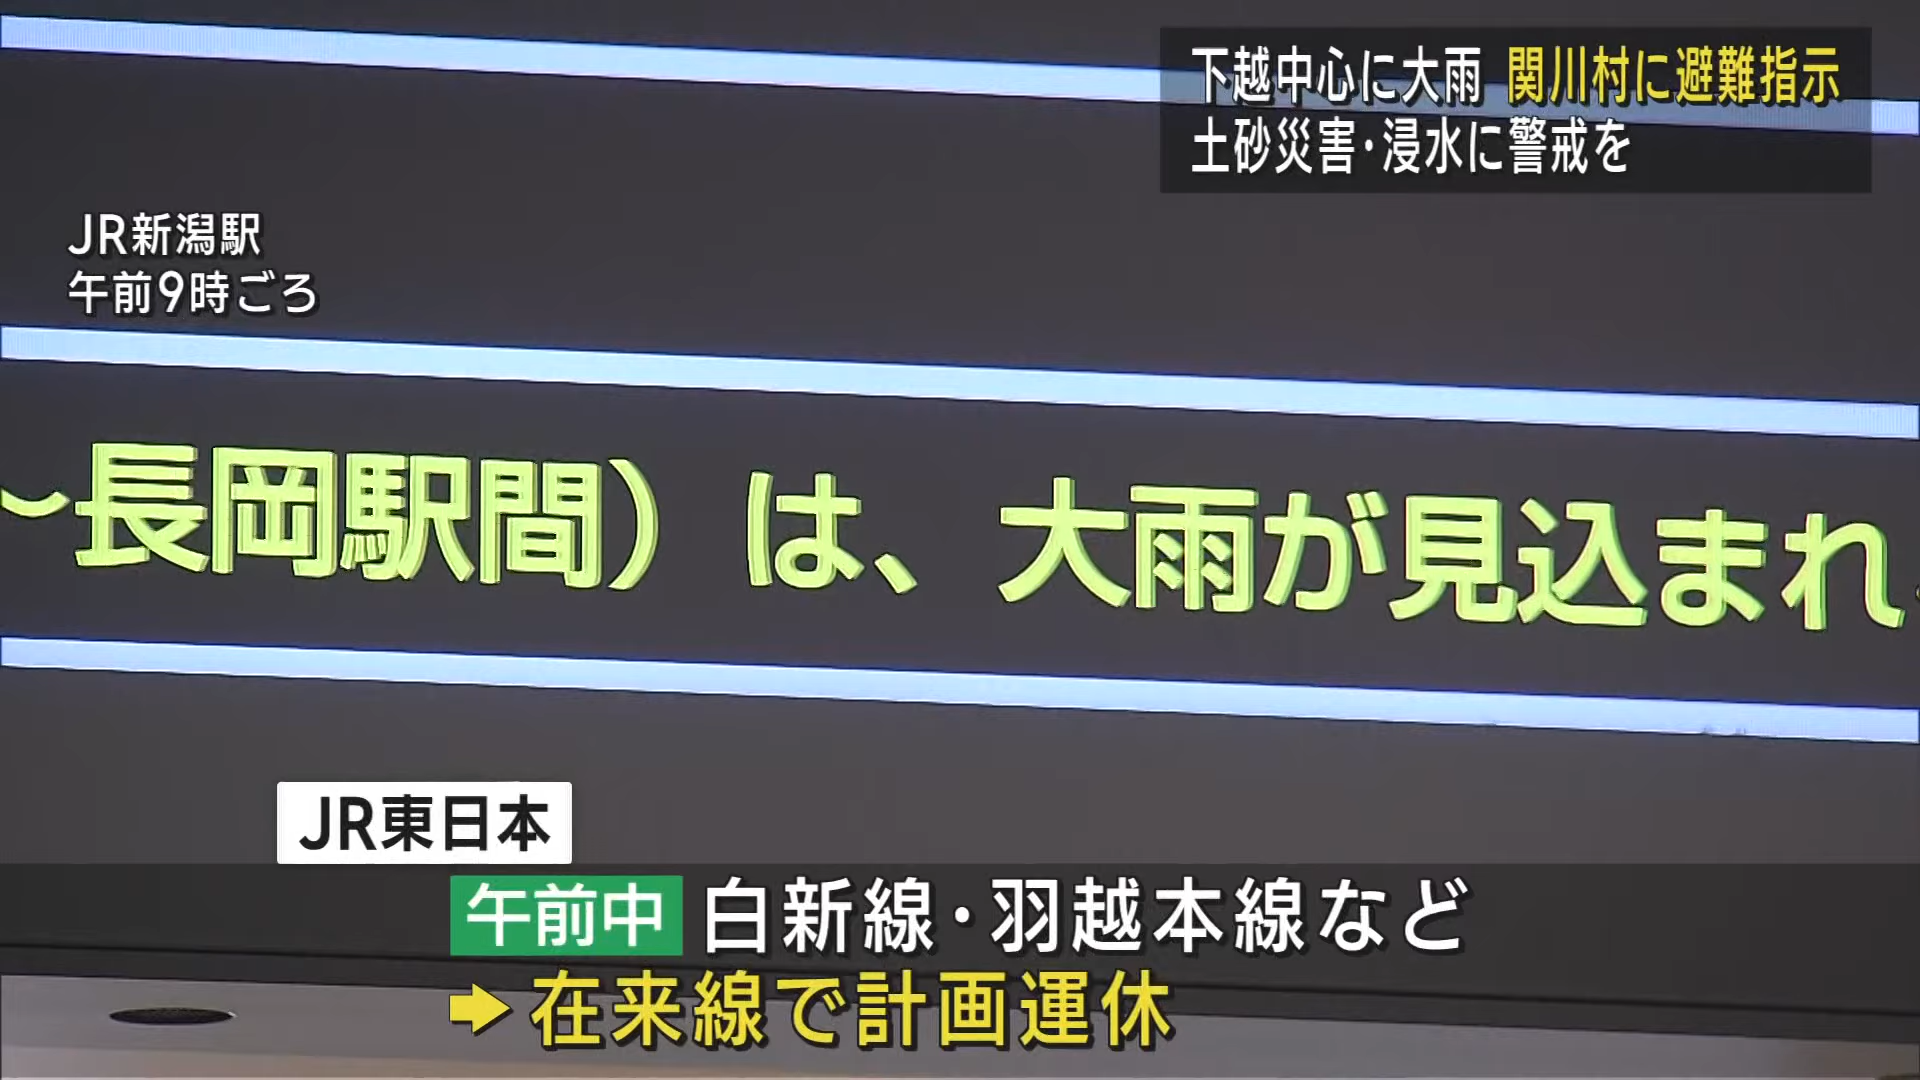 下越中心に大雨 関川村に避難指示
土砂災害・浸水に警戒を
JR新潟駅
午前9時ごろ
～長岡駅間）は、大雨が見込まれ
JR東日本
午前中 白新線・羽越本線など
➡在来線で計画運休